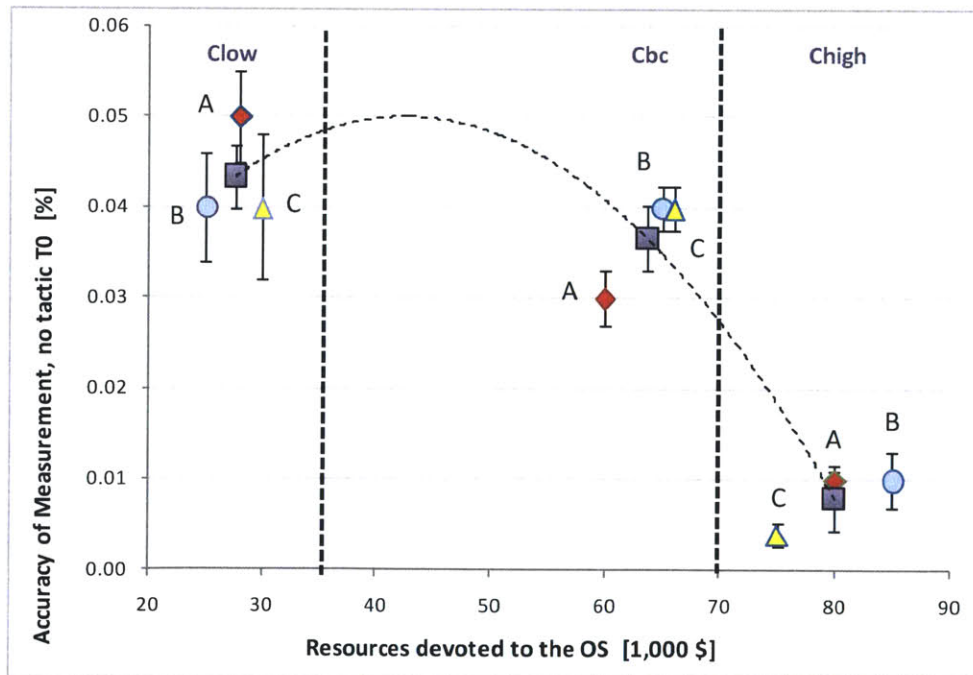 Accuracy of Measurement, no tactic T0 [%]
0.06
0.05
0.04
0.03
0.02
0.01
0.00
Clow
Cbc
Chigh
A
B
C
B
C
A
A
B
C
20
30
40
50
60
70
80
90
Resources devoted to the OS [1,000 $]